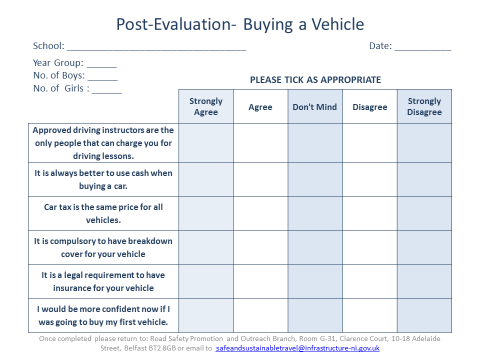 Post-Evaluation- Buying a Vehicle
School: ___________________________________ Date: ___________
Year Group: ______
No. of Boys: ______
No. of Girls : ______
PLEASE TICK AS APPROPRIATE
Strongly Agree Agree Don't Mind Disagree Strongly Disagree
Approved driving instructors are the
only people that can charge you for
driving lessons.
It is always better to use cash when
buying a car.
Car tax is the same price for all
vehicles.
It is compulsory to have breakdown
cover for your vehicle
It is a legal requirement to have
insurance for your vehicle
I would be more confident now if I
was going to buy my first vehicle.
Once completed please return to: Road Safety Promotion and Outreach Branch, Room G-31, Clarence Court, 10-18 Adelaide
Street, Belfast BT2 8GB or email to safeandsustainabletravel@infrastructure-ni.gov.uk